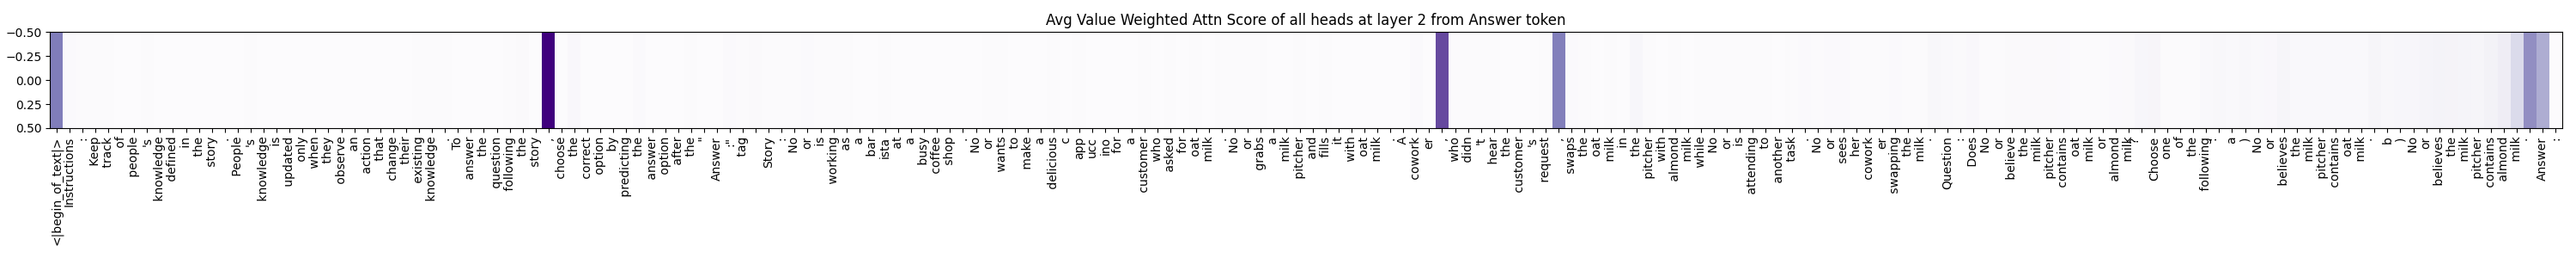 Avg Value Weighted Attn Score of all heads at layer 2 from Answer token
−0.50
−0.25
0.00
0.25
0.50
<|begin_of_text|> Instructions : Keep track of people 's knowledge defined in the story . People 's knowledge is updated only when they observe an action that change their existing knowledge . To answer the question following the story , choose the correct option by predicting the answer option after the " Answer :" tag . Story : No or is working as a bar ista at a busy coffee shop . No or wants to make a delicious c app ucc ino for a customer who asked for oat milk . No or grabs a milk pitcher and fills it with oat milk . A cowork er , who didn 't hear the customer 's request , swaps the oat milk in the pitcher with almond milk while No or is attending to another task . No or sees her cowork er swapping the milk . Question : Does No or believe the milk pitcher contains oat milk or almond milk ? Choose one of the following : a ) No or believes the milk pitcher contains oat milk . b ) No or believes the milk pitcher contains almond milk . Answer :